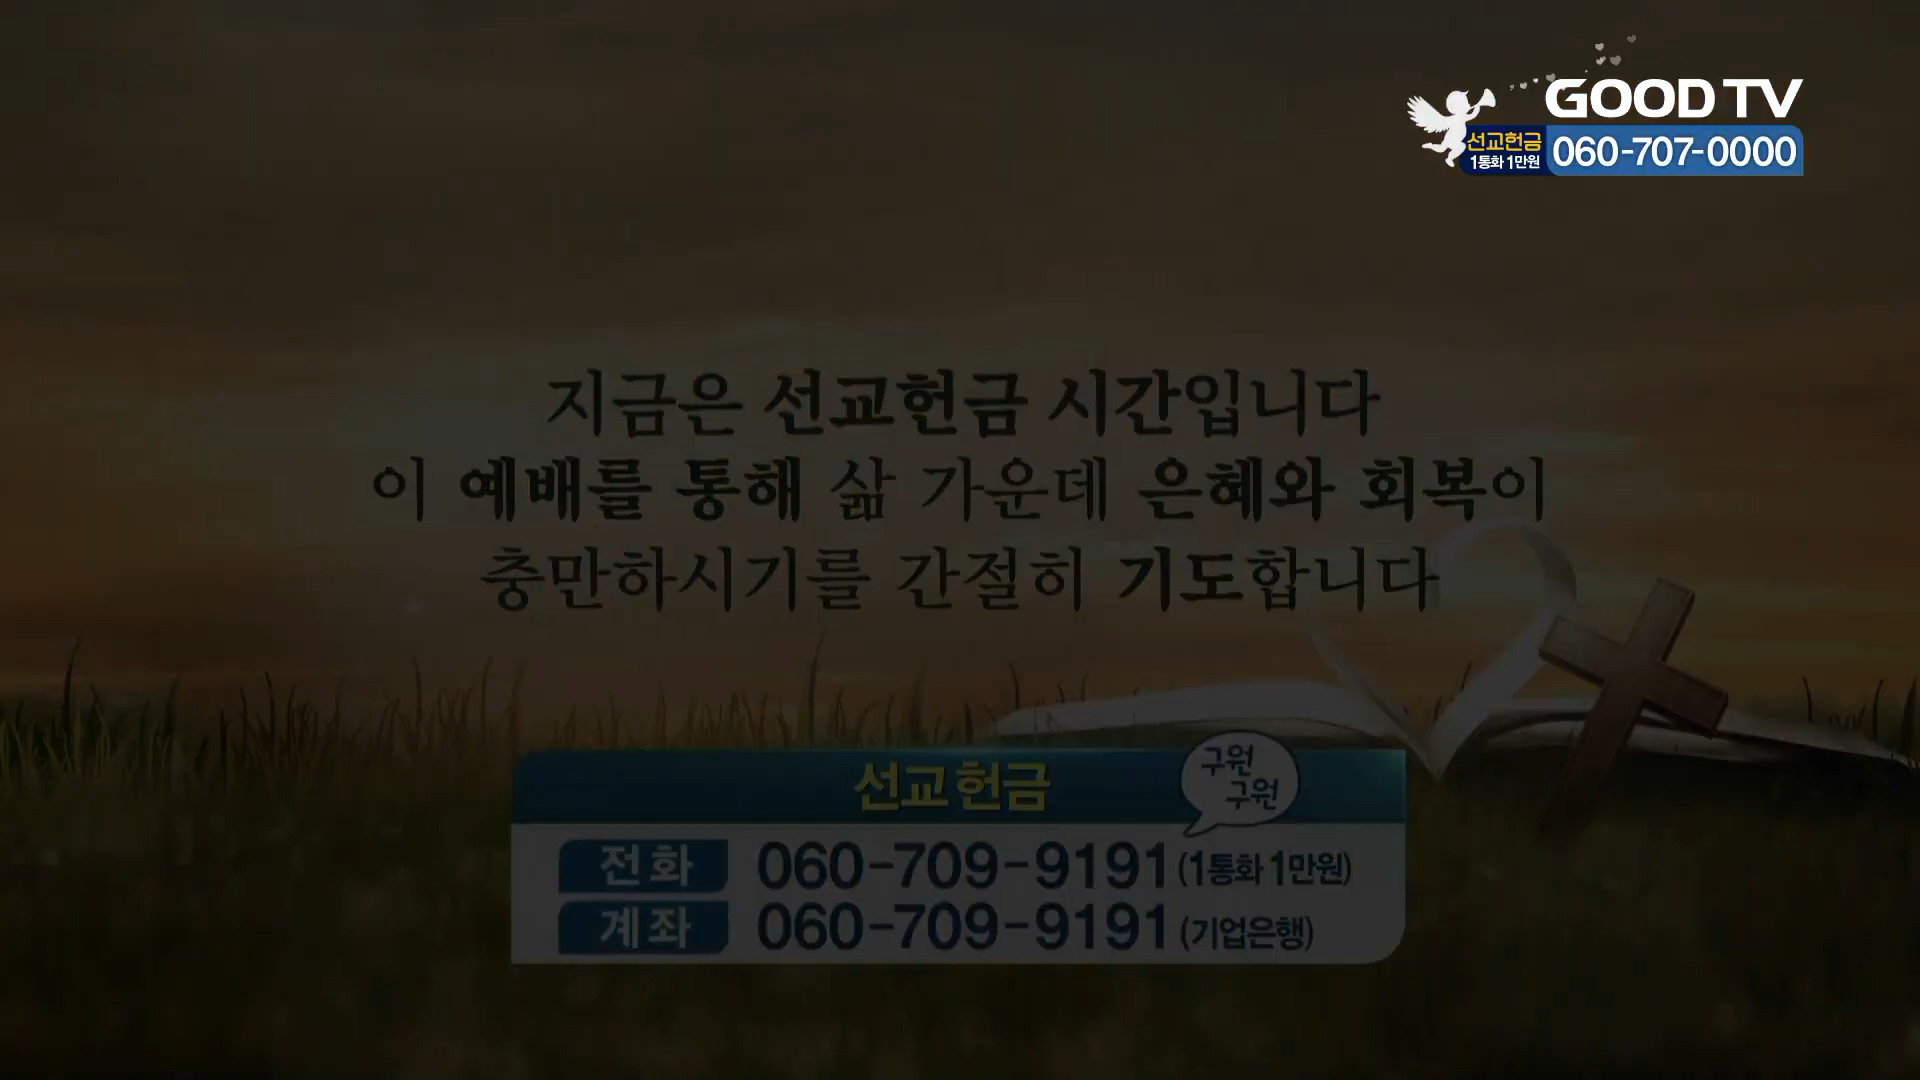 GOOD TV
선교헌금
1통화 1만원
060-707-0000
지금은 선교헌금 시간입니다
이 예배를 통해 삶 가운데 은혜와 회복이
충만하시기를 간절히 기도합니다
선교헌금
구원
구원
전화 060-709-9191 (1통화 1만원)
계좌 060-709-9191 (기업은행)